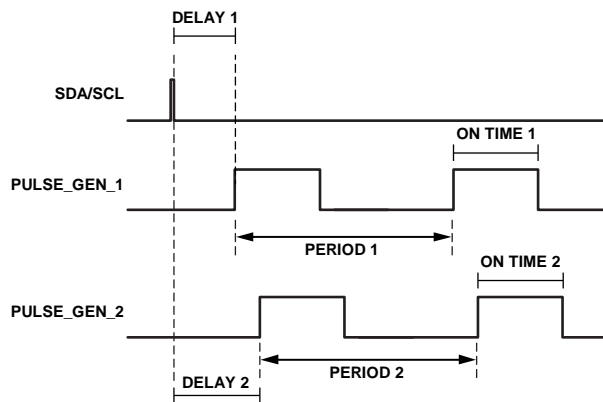 DELAY 1
SDA/SCL
ON TIME 1
PULSE_GEN_1
PERIOD 1
ON TIME 2
PULSE_GEN_2
PERIOD 2
DELAY 2